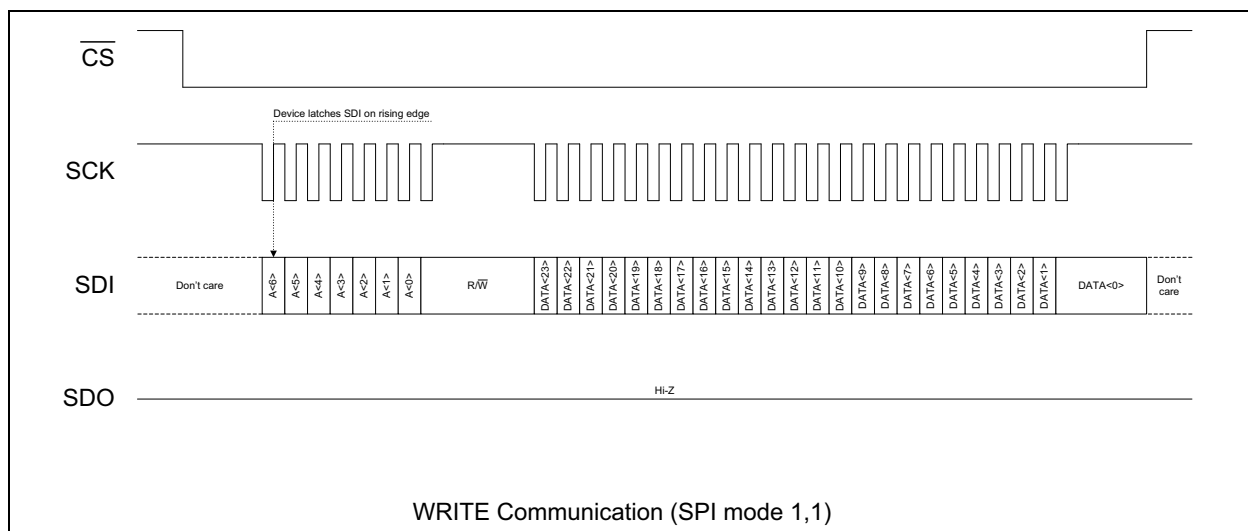 CS
Device latches SDI on rising edge
SCK
SDI
Don't care
A<6>
A<5>
A<4>
A<3>
A<2>
A<1>
A<0>
R/W
DATA<23>
DATA<22>
DATA<21>
DATA<20>
DATA<19>
DATA<18>
DATA<17>
DATA<16>
DATA<15>
DATA<14>
DATA<13>
DATA<12>
DATA<11>
DATA<10>
DATA<9>
DATA<8>
DATA<7>
DATA<6>
DATA<5>
DATA<4>
DATA<3>
DATA<2>
DATA<1>
DATA<0>
Don't
care
SDO
Hi-Z
WRITE Communication (SPI mode 1,1)